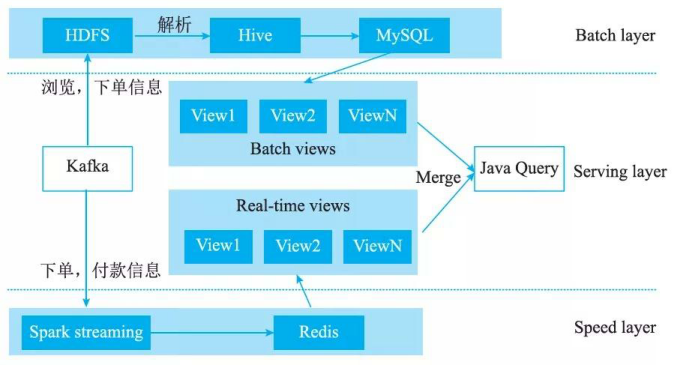 解析
HDFS
Hive
MySQL
Batch layer
浏览，下单信息
View1
View2
ViewN
Batch views
Kafka
Merge
Java Query
Serving layer
Real-time views
View1
View2
ViewN
下单，付款信息
Spark streaming
Redis
Speed layer